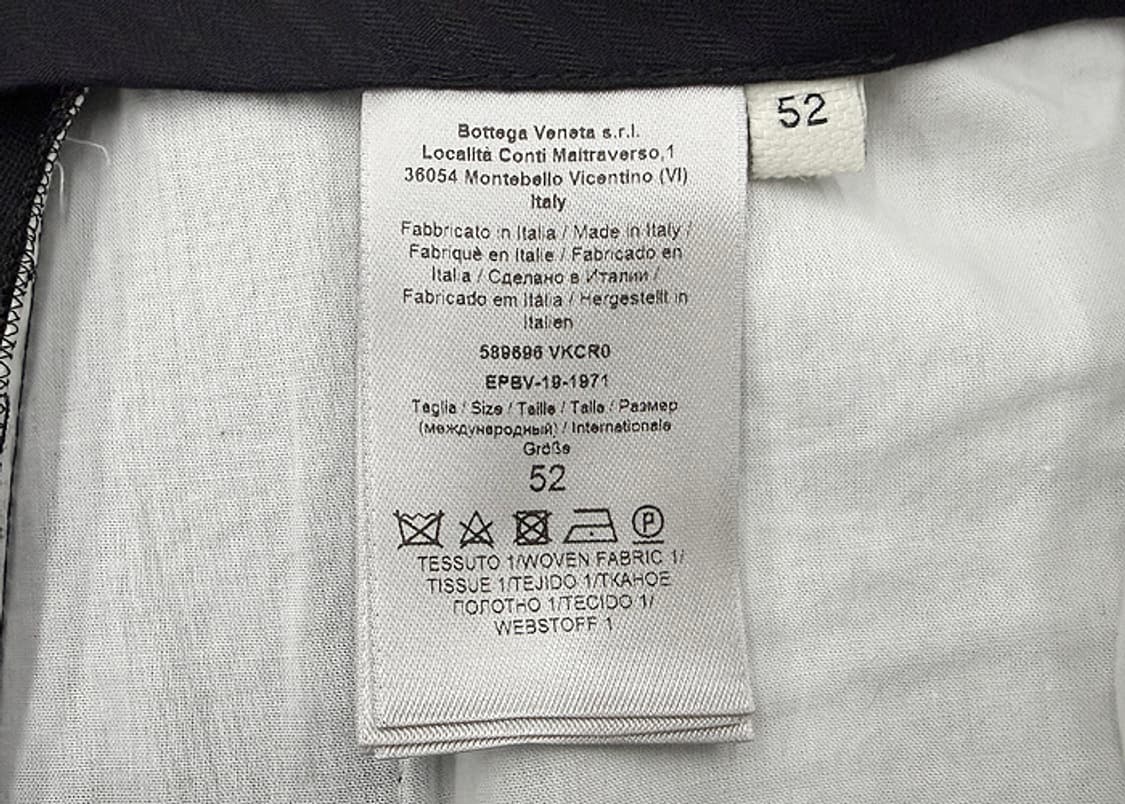 Bottega Veneta s.r.l.
Località Conti Maltraverso,1
36054 Montebello Vicentino (VI)
Italy
Fabbricato in Italia / Made in Italy /
Fabriqué en Italie / Fabricado en
Italia / Сделано в Италии /
Fabricado em Itália / Hergestellt in
Italien
589696 VKCR0
EPBV-19-1971
Taglia / Size / Taille / Talla / Размер
(международный) / Internationale
Größe
52
P
TESSUTO 1/WOVEN FABRIC 1/
TISSUE 1/TEJIDO 1/ТКАНОЕ
ПОЛОТНО 1/TECIDO 1/
WEBSTOFF 1
52